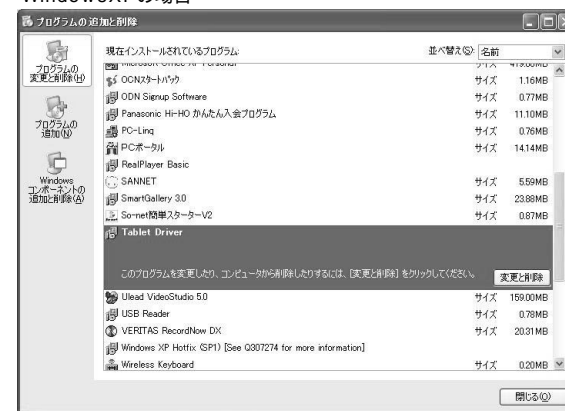 WindowsXPの場合
プログラムの追加と削除
プログラムの
変更と削除(H)
プログラムの
追加(N)
Windows
コンポーネントの
追加と削除(A)
現在インストールされているプログラム:
並べ替え(S): 名前
Microsoft Office XP Personal サイズ 419.00MB
OCNスタートパック サイズ 1.16MB
ODN Signup Software サイズ 0.77MB
Panasonic Hi-HO かんたん入会プログラム サイズ 11.10MB
PC-Linq サイズ 0.76MB
PCポータル サイズ 14.14MB
RealPlayer Basic
SANNET サイズ 5.59MB
SmartGallery 3.0 サイズ 23.88MB
So-net簡単スターターV2 サイズ 0.87MB
Tablet Driver
このプログラムを変更したり、コンピュータから削除したりするには、[変更と削除] をクリックしてください。
変更と削除
Ulead VideoStudio 5.0 サイズ 159.00MB
USB Reader サイズ 0.78MB
VERITAS RecordNow DX サイズ 20.31MB
Windows XP Hotfix (SP1) [See Q307274 for more information]
Wireless Keyboard サイズ 0.20MB
閉じる(O)